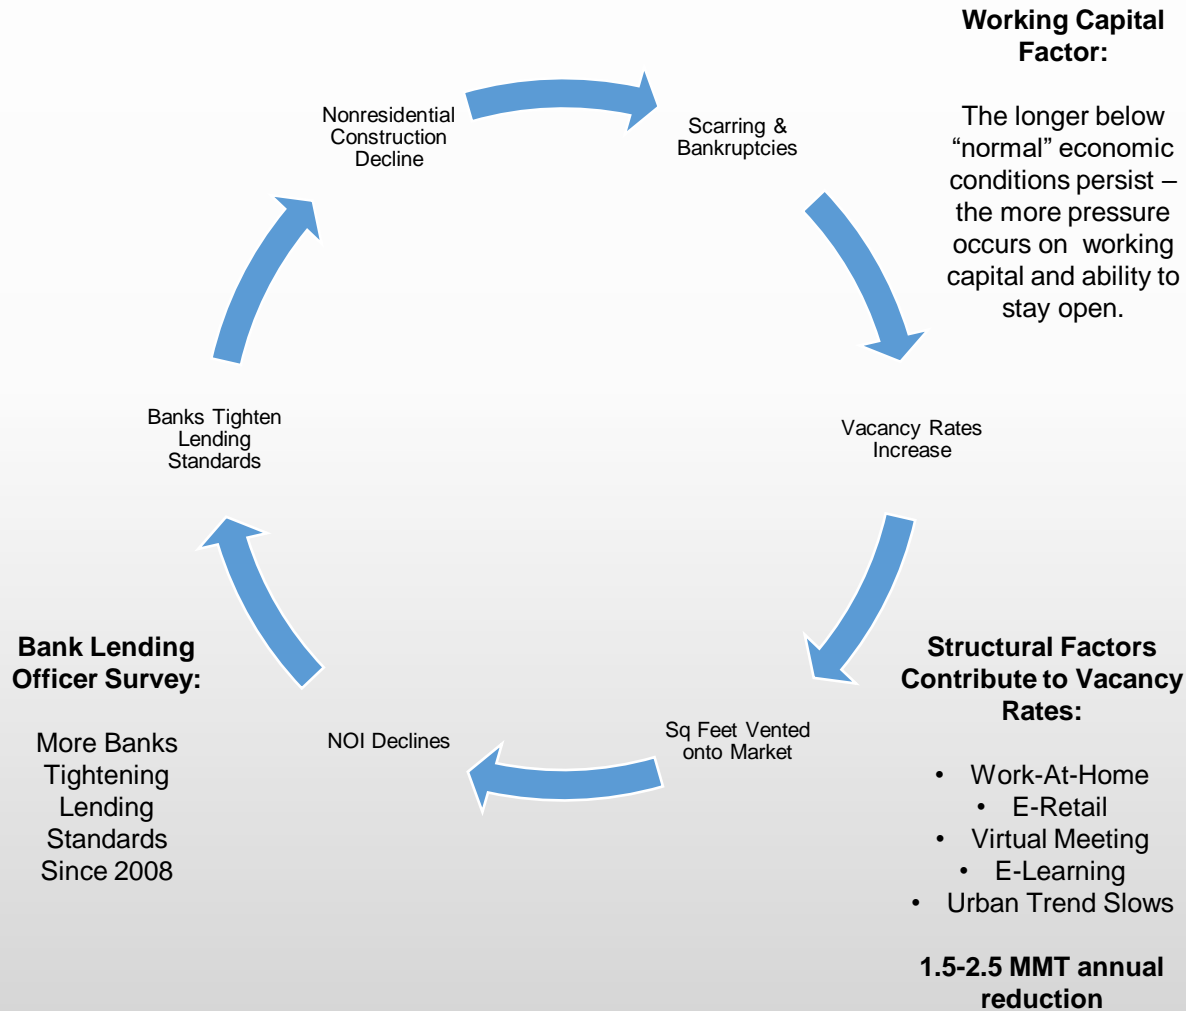 Working Capital
Factor:
The longer below
“normal” economic
conditions persist –
the more pressure
occurs on working
capital and ability to
stay open.
Nonresidential
Construction
Decline
Scarring &
Bankruptcies
Banks Tighten
Lending
Standards
Vacancy Rates
Increase
Bank Lending
Officer Survey:
More Banks
Tightening
Lending
Standards
Since 2008
NOI Declines
Sq Feet Vented
onto Market
Structural Factors
Contribute to Vacancy
Rates:
• Work-At-Home
• E-Retail
• Virtual Meeting
• E-Learning
• Urban Trend Slows
1.5-2.5 MMT annual
reduction